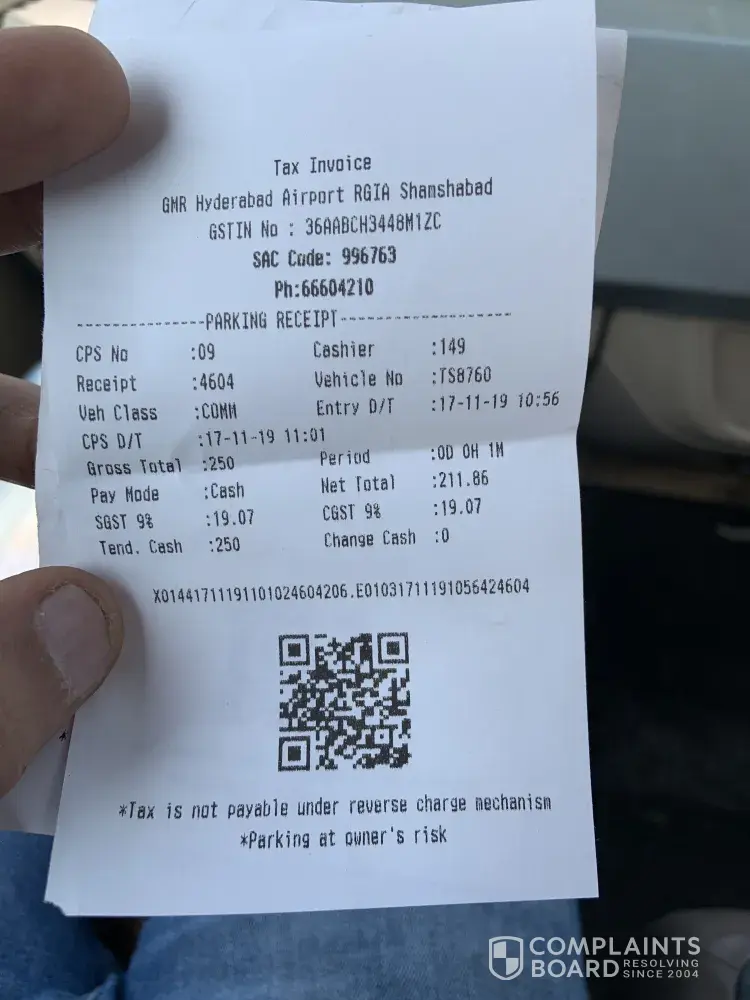 Tax Invoice
GMR Hyderabad Airport RGIA Shamshabad
GSTIN No : 36AABCH3448M1ZC
SAC Code: 996763
Ph:66604210
---------------PARKING RECEIPT--------------------
CPS No :09 Cashier :149
Receipt :4604 Vehicle No :TS8760
Veh Class :COMM Entry D/T :17-11-19 10:56
CPS D/T :17-11-19 11:01
Gross Total :250 Period :0D 0H 1M
Pay Mode :Cash Net Total :211.86
SGST 9% :19.07 CGST 9% :19.07
Tend. Cash :250 Change Cash :0
X01441711191101024604206.E01031711191056424604
*Tax is not payable under reverse charge mechanism
*Parking at owner's risk
COMPLAINTS
BOARD RESOLVING SINCE 2004